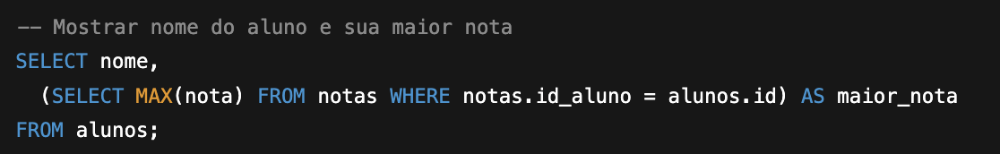 -- Mostrar nome do aluno e sua maior nota
SELECT nome,
  (SELECT MAX(nota) FROM notas WHERE notas.id_aluno = alunos.id) AS maior_nota
FROM alunos;